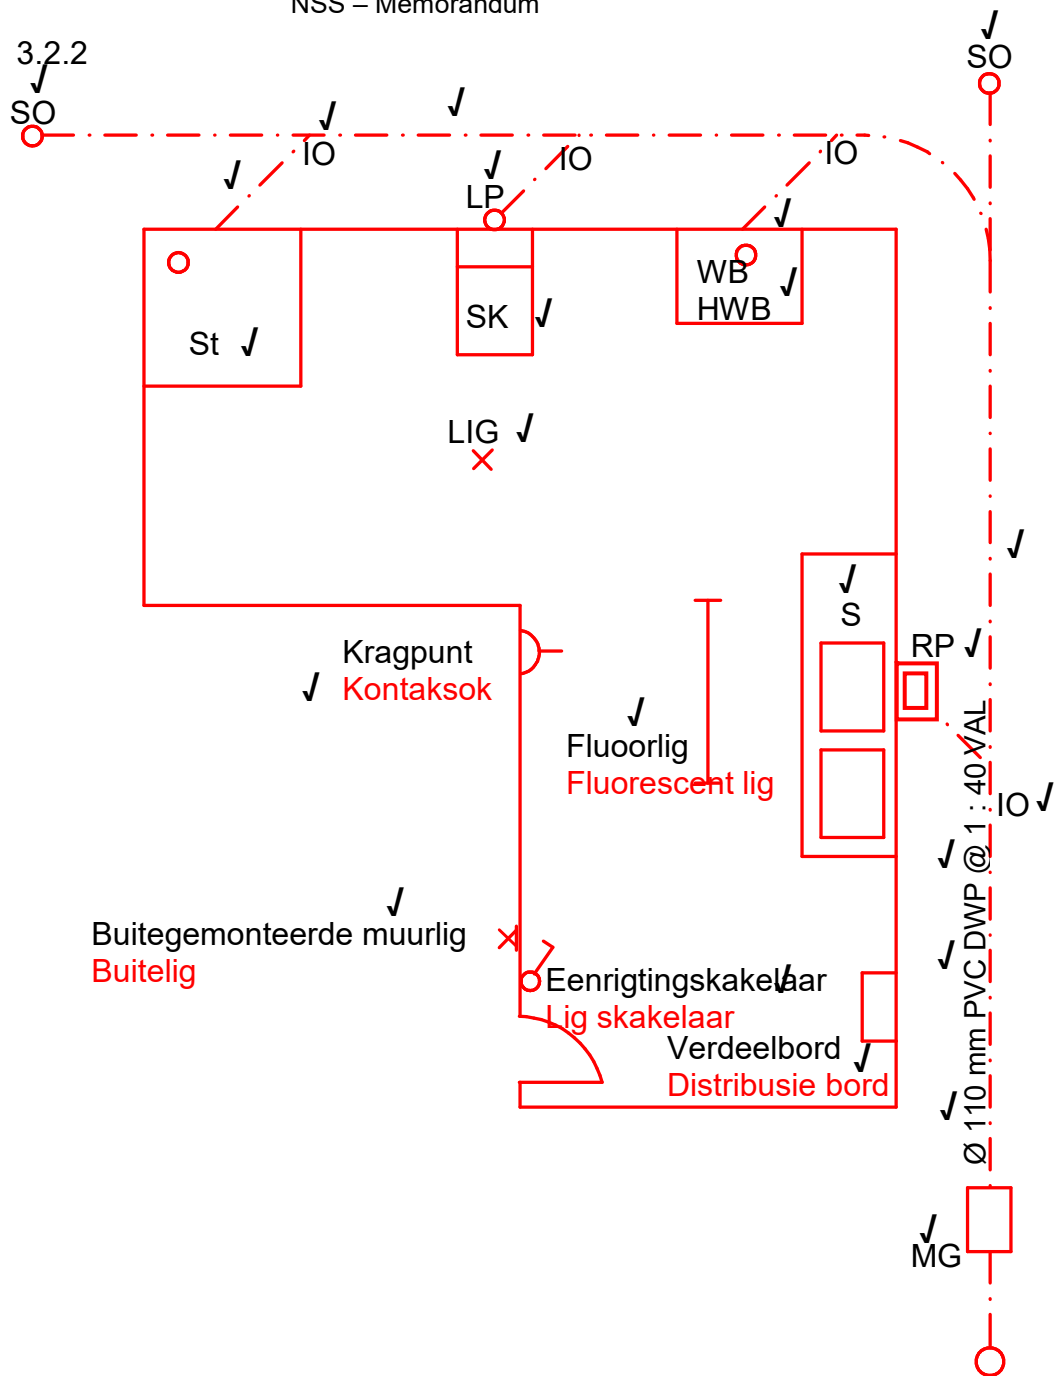 NSS – Memorandum
3.2.2
SO
SO
IO
IO
IO
LP
WB
HWB
SK
St
LIG
S
RP
Kragpunt
Kontaksok
Fluoorlig
Fluorescent lig
IO
Ø 110 mm PVC DWP @ 1 : 40 VAL
Buitegemonteerde muurlig
Buitelig
Eenrigtingskakelaar
Lig skakelaar
Verdeelbord
Distribusie bord
MG